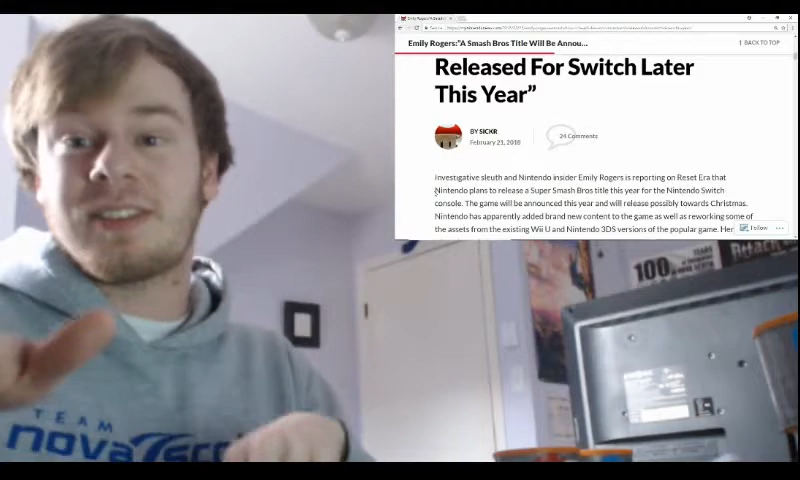 Emily Rogers:"A Smash Bros Title Will Be Annou...
↑ BACK TO TOP
Released For Switch Later
This Year”
BY SICKR
February 21, 2018
24 Comments
Investigative sleuth and Nintendo insider Emily Rogers is reporting on Reset Era that
Nintendo plans to release a Super Smash Bros title this year for the Nintendo Switch
console. The game will be announced this year and will release possibly towards Christmas.
Nintendo has apparently added brand new content to the game as well as reworking some of
the assets from the existing Wii U and Nintendo 3DS versions of the popular game. Her
Follow
100 YEARS
Attack
TEAM
nova